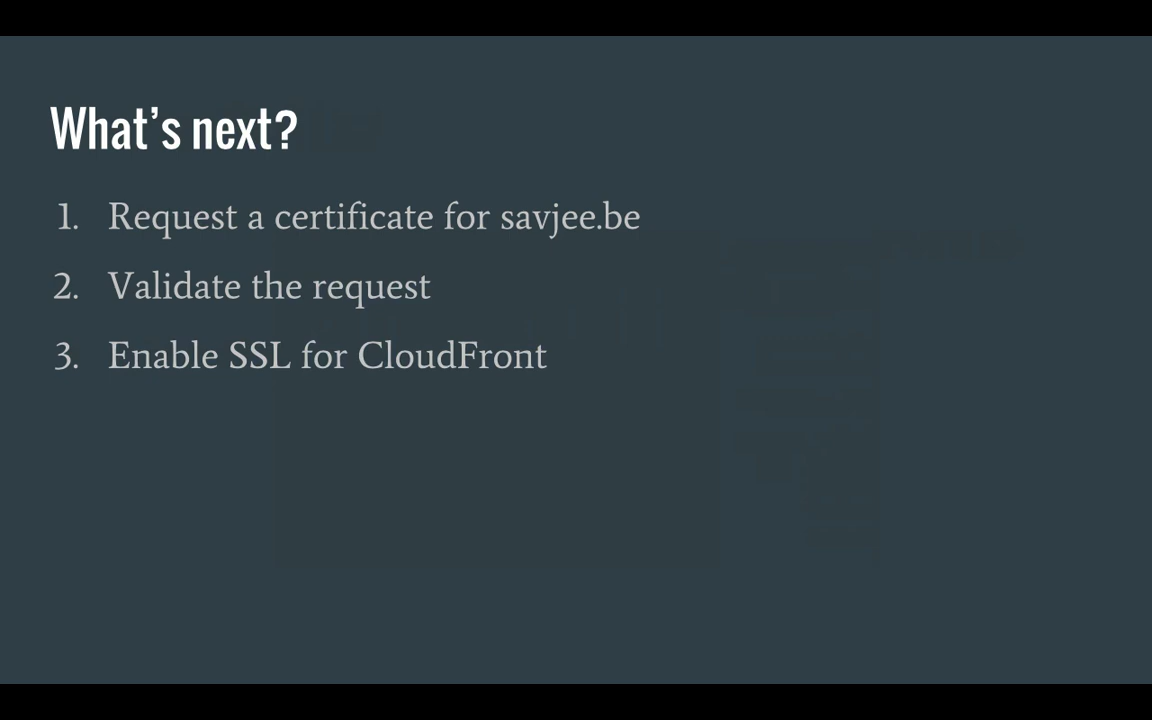 What's next?
1. Request a certificate for savjee.be
2. Validate the request
3. Enable SSL for CloudFront